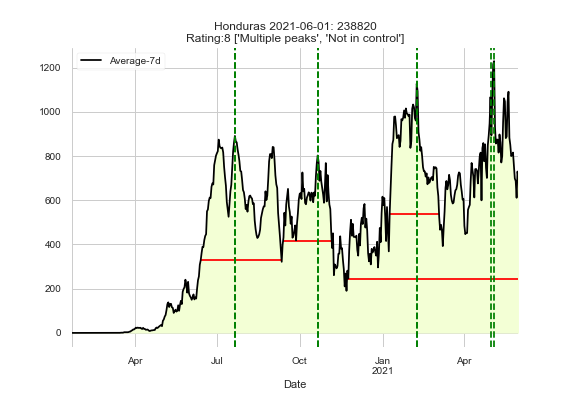 Honduras 2021-06-01: 238820
Rating:8 ['Multiple peaks', 'Not in control']
Average-7d
1200
1000
800
600
400
200
0
Apr
Jul
Oct
Jan
2021
Apr
Date